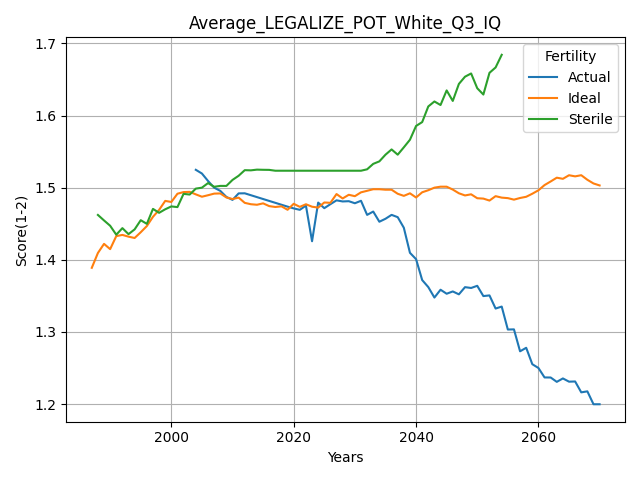 Average_LEGALIZE_POT_White_Q3_IQ
Score(1-2)
1.7
1.6
1.5
1.4
1.3
1.2
Fertility
Actual
Ideal
Sterile
2000 2020 2040 2060
Years